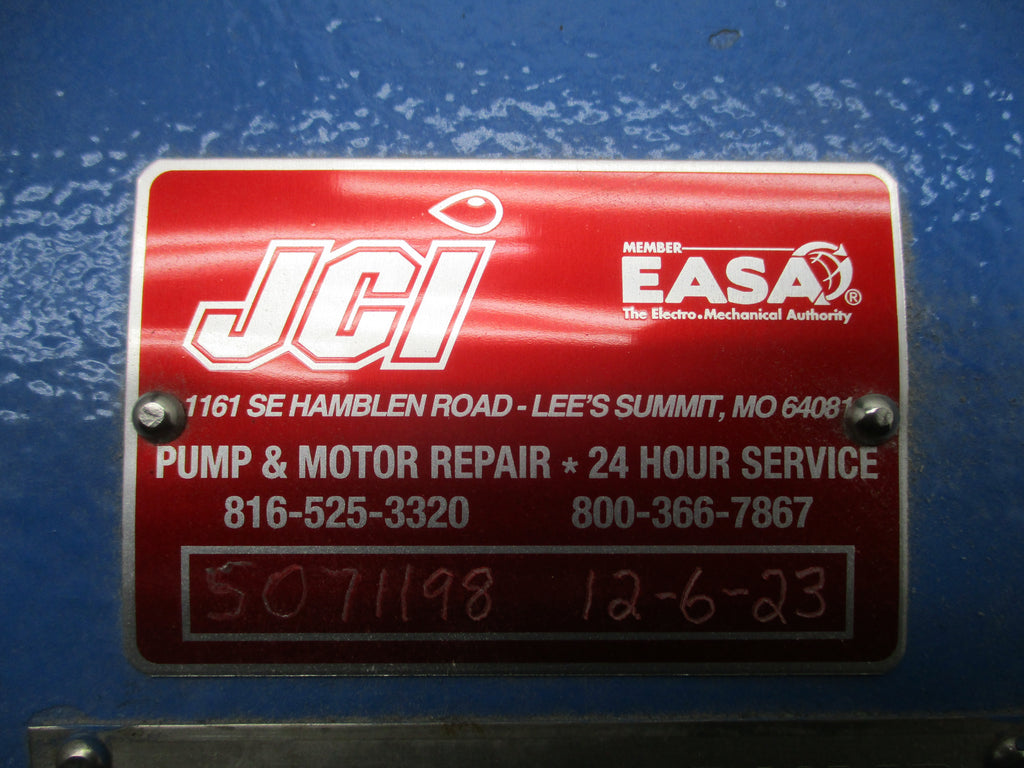 JCI
MEMBER
EASA®
The Electro.Mechanical Authority
1161 SE HAMBLEN ROAD - LEE'S SUMMIT, MO 64081
PUMP & MOTOR REPAIR * 24 HOUR SERVICE
816-525-3320 800-366-7867
5071198 12-6-23